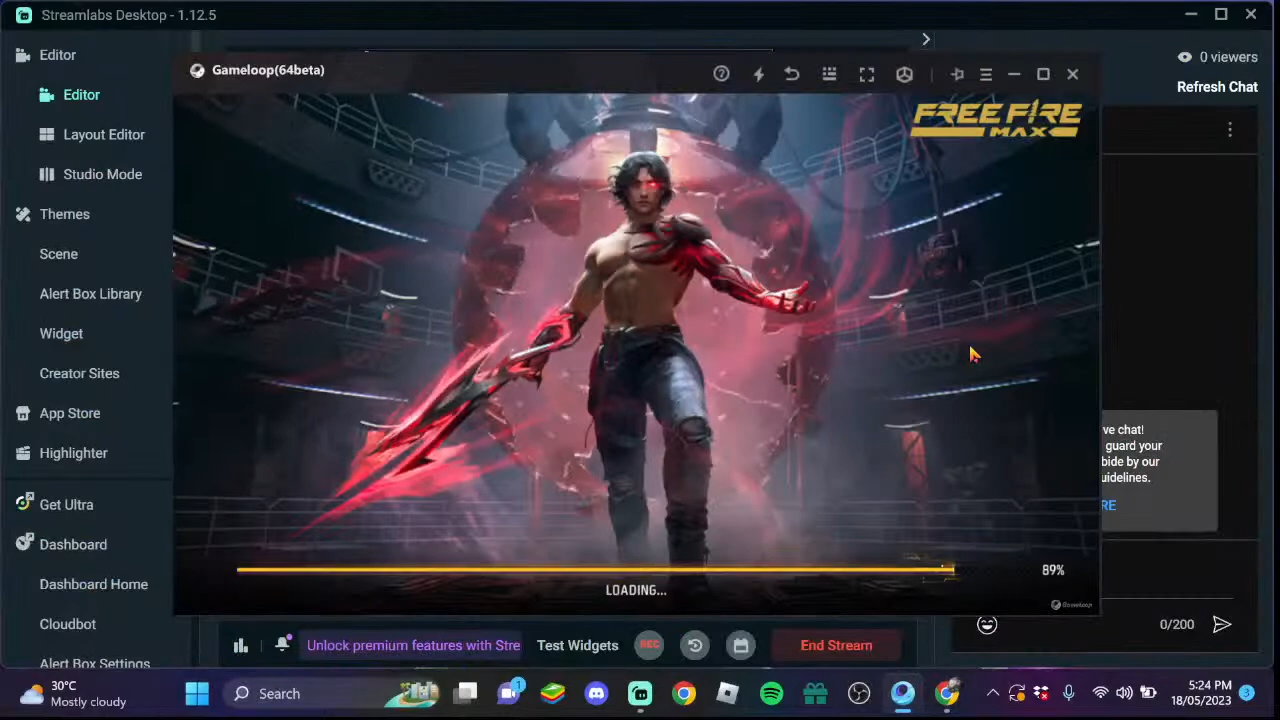 Streamlabs Desktop - 1.12.5
Editor
Editor
Layout Editor
Studio Mode
Themes
Scene
Alert Box Library
Widget
Creator Sites
App Store
Highlighter
Get Ultra
Dashboard
Dashboard Home
Cloudbot
Alert Box Settings
Gameloop(64beta)
FREE FIRE
MAX
89%
LOADING...
Gameloop
0 viewers
Refresh Chat
ve chat!
guard your
bide by our
uidelines.
RE
0/200
Unlock premium features with Stre
Test Widgets
REC
End Stream
30°C
Mostly cloudy
Search
1
5:24 PM
18/05/2023
3